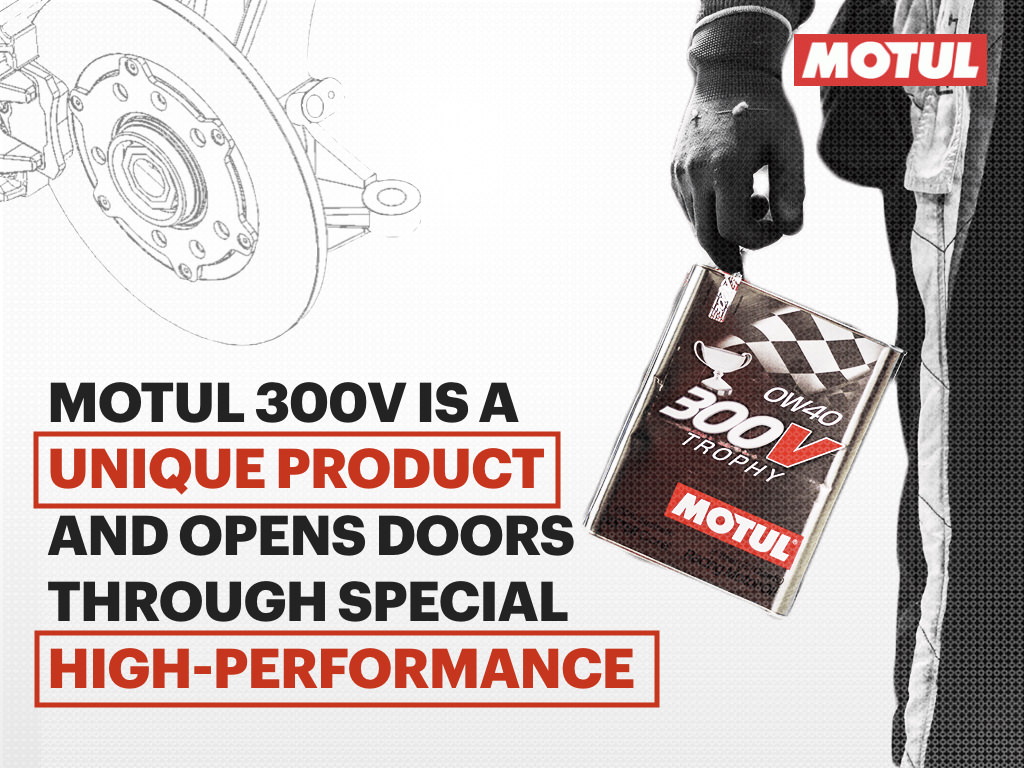 MOTUL
MOTUL 300V IS A
UNIQUE PRODUCT
AND OPENS DOORS
THROUGH SPECIAL
HIGH-PERFORMANCE
0W40
300V
TROPHY
MOTUL